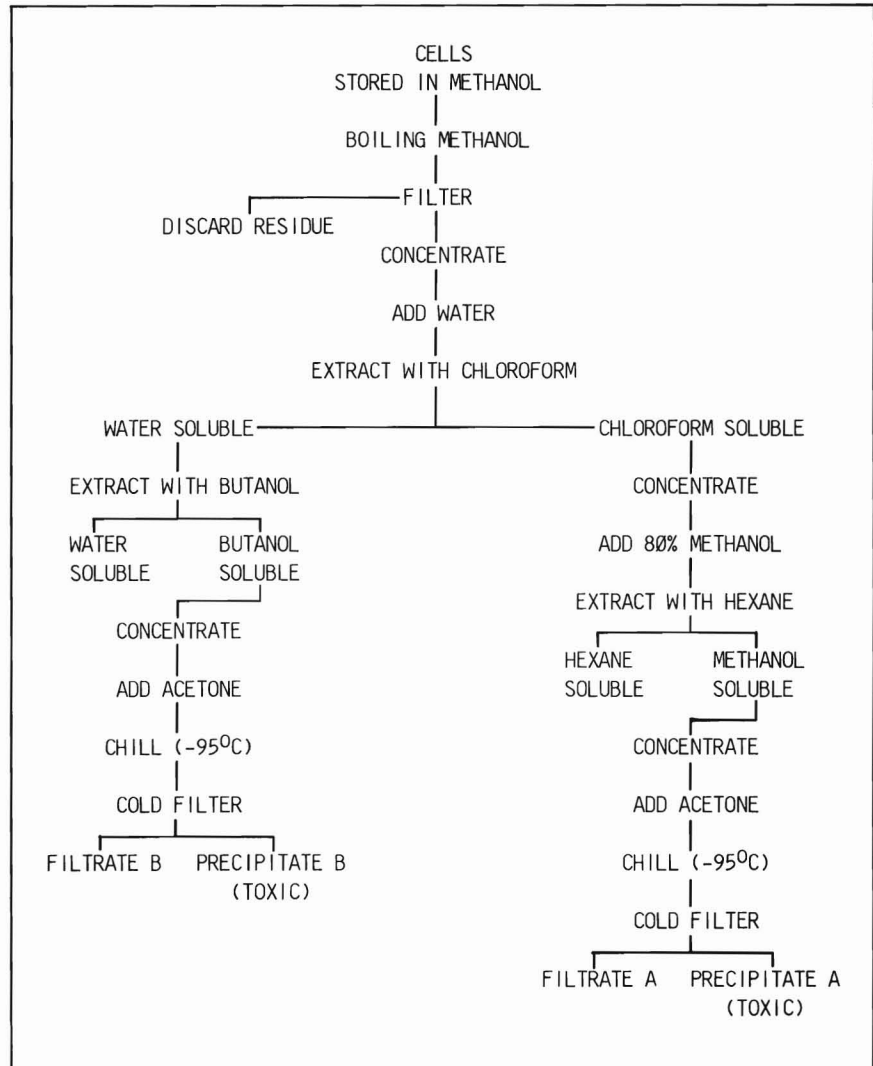 CELLS
STORED IN METHANOL
BOILING METHANOL
FILTER
DISCARD RESIDUE
CONCENTRATE
ADD WATER
EXTRACT WITH CHLOROFORM
WATER SOLUBLE
CHLOROFORM SOLUBLE
EXTRACT WITH BUTANOL
WATER
SOLUBLE
BUTANOL
SOLUBLE
CONCENTRATE
ADD ACETONE
CHILL (-95⁰C)
COLD FILTER
FILTRATE B
PRECIPITATE B
(TOXIC)
CONCENTRATE
ADD 80% METHANOL
EXTRACT WITH HEXANE
HEXANE
SOLUBLE
METHANOL
SOLUBLE
CONCENTRATE
ADD ACETONE
CHILL (-95⁰C)
COLD FILTER
FILTRATE A
PRECIPITATE A
(TOXIC)